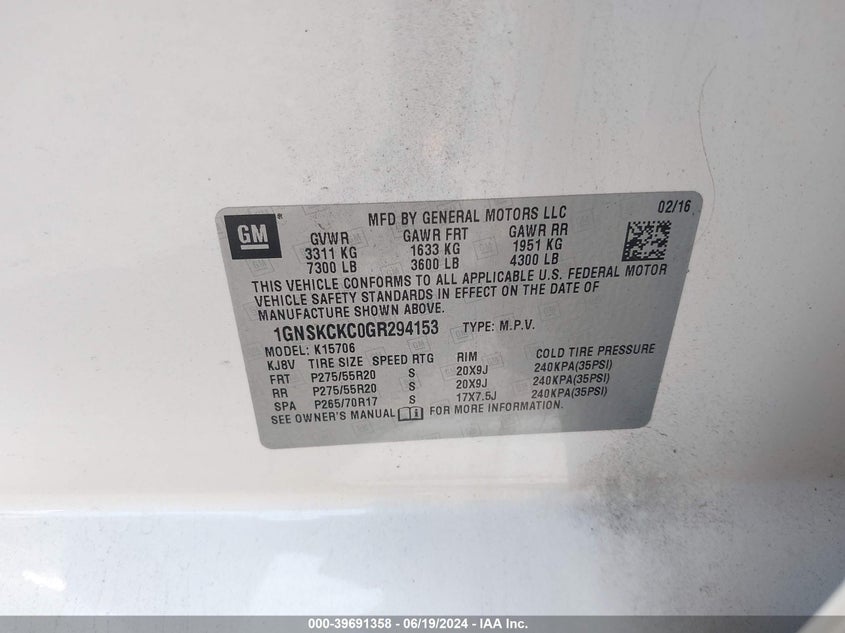 GM
MFD BY GENERAL MOTORS LLC
02/16
GVWR GAWR FRT GAWR RR
3311 KG 1633 KG 1951 KG
7300 LB 3600 LB 4300 LB
THIS VEHICLE CONFORMS TO ALL APPLICABLE U.S. FEDERAL MOTOR
VEHICLE SAFETY STANDARDS IN EFFECT ON THE DATE OF
MANUFACTURE SHOWN ABOVE.
1GNSKCKC0GR294153 TYPE: M.P.V.
MODEL: K15706
KJ8V TIRE SIZE SPEED RTG RIM COLD TIRE PRESSURE
FRT P275/55R20 S 20X9J 240KPA(35PSI)
RR P275/55R20 S 20X9J 240KPA(35PSI)
SPA P265/70R17 S 17X7.5J 240KPA(35PSI)
SEE OWNER'S MANUAL FOR MORE INFORMATION.
000-39691358 - 06/19/2024 - IAA Inc.